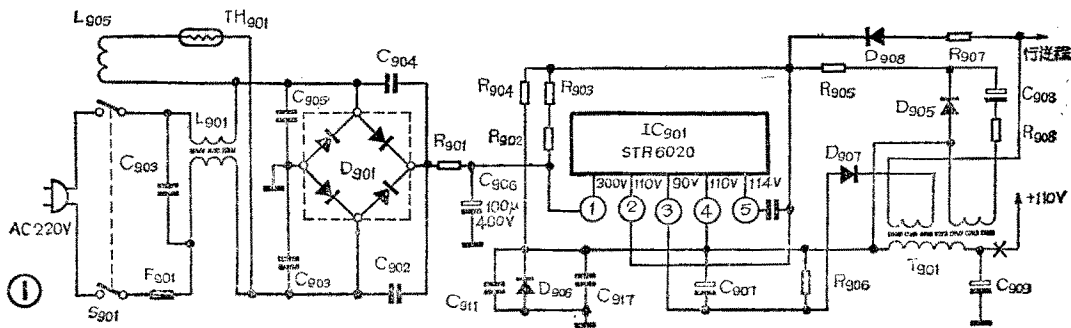 L905
TH901
C904
D908
R907
行逆程
R904
R903
R905
C905
L901
D905
C908
C903
R902
IC901
STR6020
R908
R901
D901
D907
C906
100μ
400V
300V
110V
90V
110V
114V
+110V
①
②
③
④
⑤
AC220V
F901
C903
C902
T901
①
S901
C911
D906
C917
C907
R906
C909